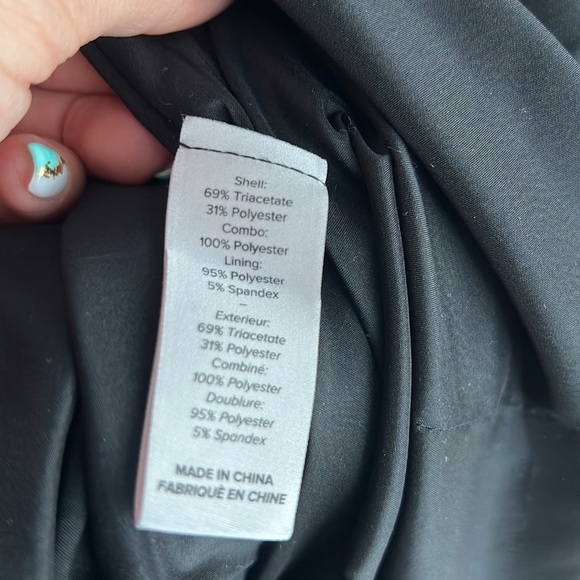 Shell:
69% Triacetate
31% Polyester
Combo:
100% Polyester
Lining:
95% Polyester
5% Spandex
–
Exterieur:
69% Triacetate
31% Polyester
Combiné:
100% Polyester
Doublure:
95% Polyester
5% Spandex
MADE IN CHINA
FABRIQUÈ EN CHINE